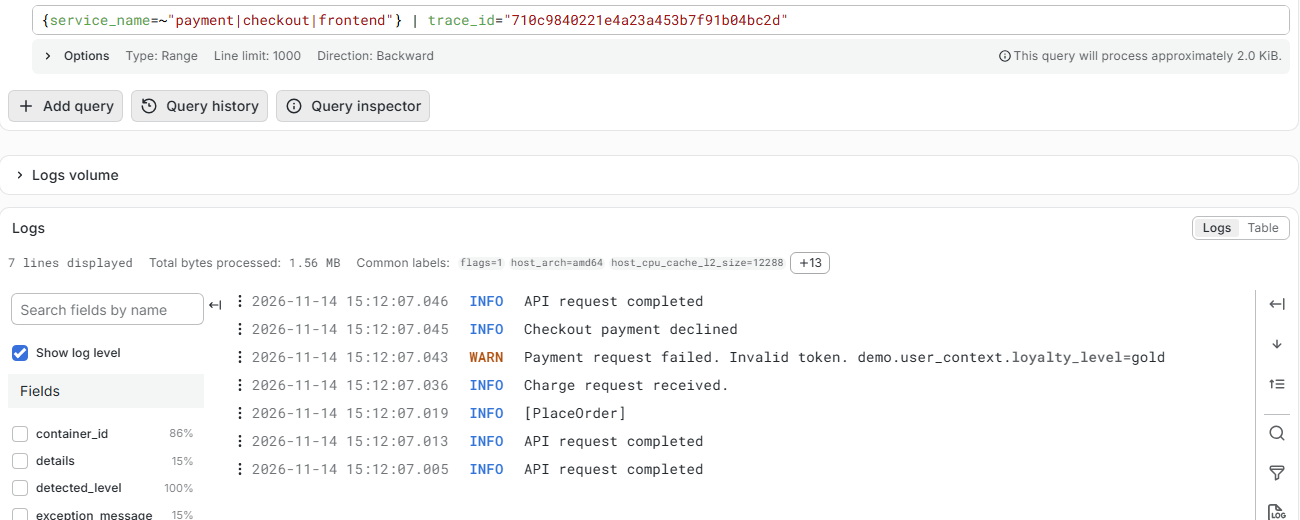 {service_name=~"payment|checkout|frontend"} | trace_id="710c9840221e4a23a453b7f91b04bc2d"
Options Type: Range Line limit: 1000 Direction: Backward This query will process approximately 2.0 KiB.
Add query Query history Query inspector
Logs volume
Logs Logs Table
7 lines displayed Total bytes processed: 1.56 MB Common labels: flags=1 host_arch=amd64 host_cpu_cache_l2_size=12288 +13
Search fields by name
Show log level
Fields
container_id 86%
details 15%
detected_level 100%
exception_message 15%
2026-11-14 15:12:07.046 INFO API request completed
2026-11-14 15:12:07.045 INFO Checkout payment declined
2026-11-14 15:12:07.043 WARN Payment request failed. Invalid token. demo.user_context.loyalty_level=gold
2026-11-14 15:12:07.036 INFO Charge request received.
2026-11-14 15:12:07.019 INFO [PlaceOrder]
2026-11-14 15:12:07.013 INFO API request completed
2026-11-14 15:12:07.005 INFO API request completed
LOG